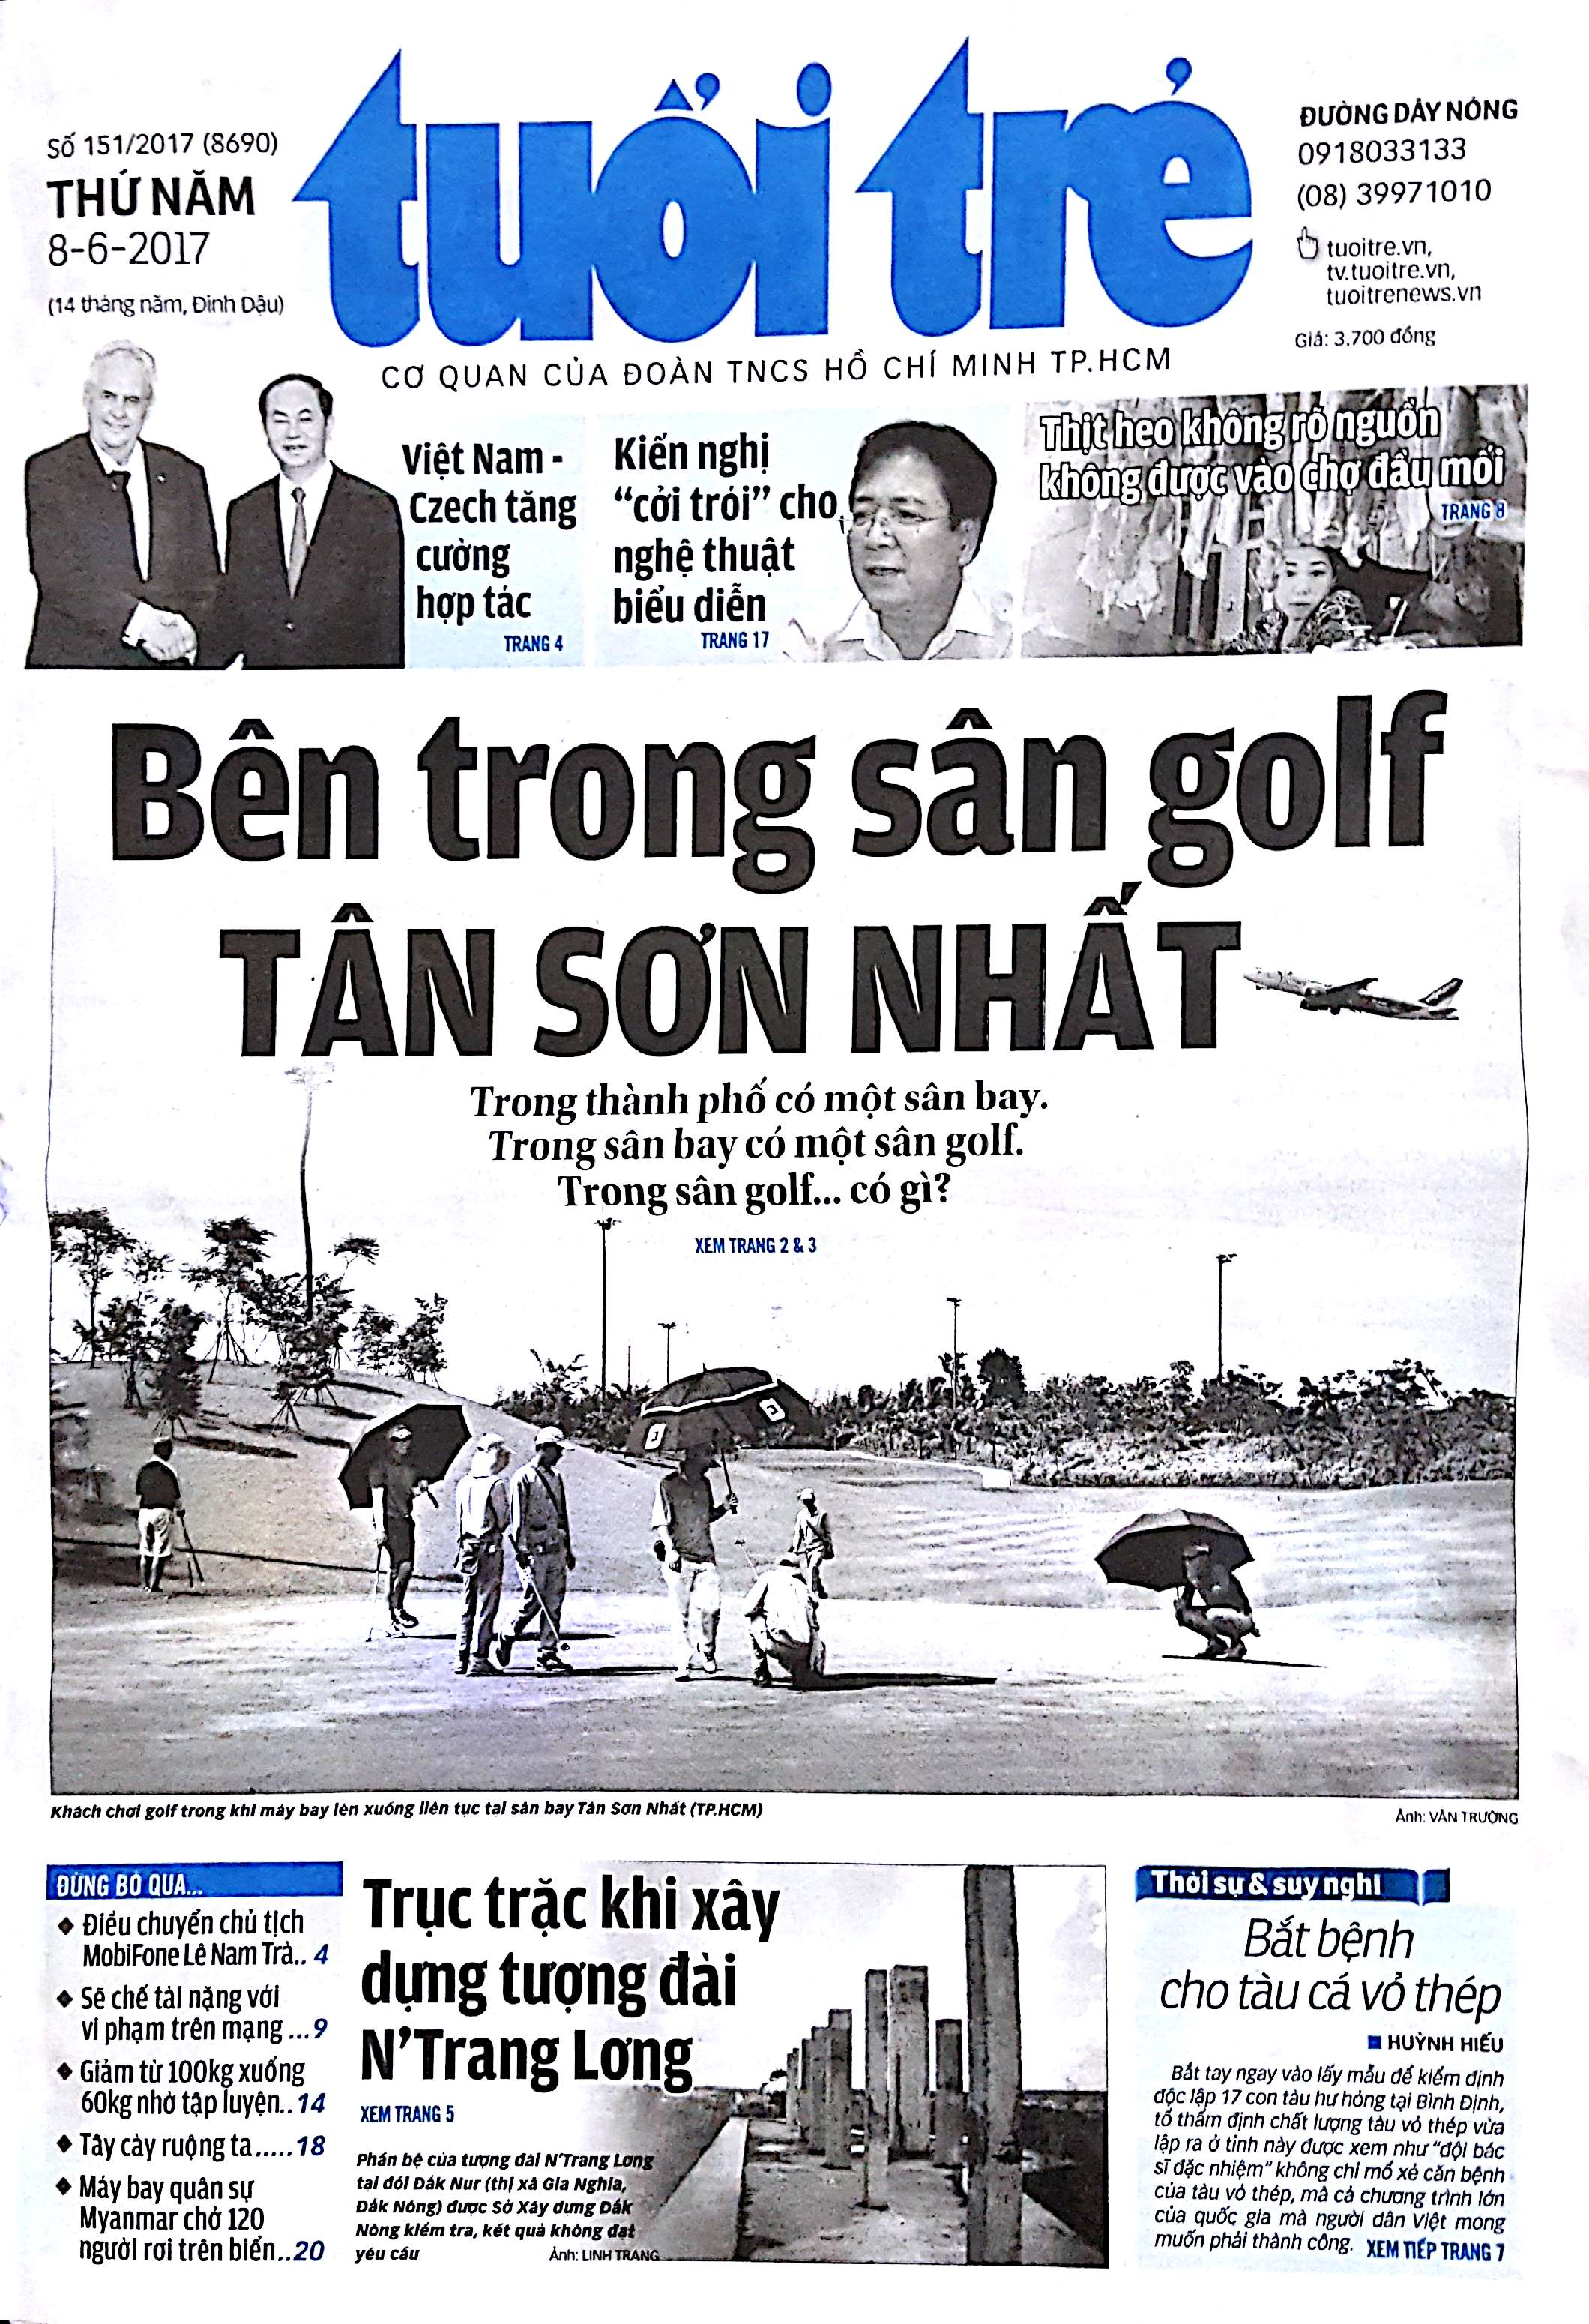 Số 151/2017 (8690)
THỨ NĂM
8-6-2017
(14 tháng năm, Đinh Dậu)
tuổi trẻ
CƠ QUAN CỦA ĐOÀN TNCS HỒ CHÍ MINH TP.HCM
ĐƯỜNG DÂY NÓNG
0918033133
(08) 39971010
tuoitre.vn,
tv.tuoitre.vn,
tuoitrenews.vn
Giá: 3.700 đồng
Việt Nam -
Czech tăng
cường
hợp tác
TRANG 4
Kiến nghị
“cởi trói” cho
nghệ thuật
biểu diễn
TRANG 17
Thịt heo không rõ nguồn
không được vào chợ đầu mối
TRANG 8
Bên trong sân golf
TÂN SƠN NHẤT
Trong thành phố có một sân bay.
Trong sân bay có một sân golf.
Trong sân golf... có gì?
XEM TRANG 2 & 3
Khách chơi golf trong khi máy bay lên xuống liên tục tại sân bay Tân Sơn Nhất (TP.HCM)
Ảnh: VĂN TRƯỜNG
ĐỪNG BỎ QUA...
❖ Điều chuyển chủ tịch
MobiFone Lê Nam Trà.. 4
❖ Sẽ chế tài nặng với
vi phạm trên mạng ...9
❖ Giảm từ 100kg xuống
60kg nhờ tập luyện..14
❖ Tây cày ruộng ta.....18
❖ Máy bay quân sự
Myanmar chở 120
người rơi trên biển..20
Trục trặc khi xây
dựng tượng đài
N’Trang Lơng
XEM TRANG 5
Phần bệ của tượng đài N’Trang Lơng
tại đồi Đắk Nur (thị xã Gia Nghĩa,
Đắk Nông) được Sở Xây dựng Đắk
Nông kiểm tra, kết quả không đạt
yêu cầu
Ảnh: LINH TRANG
Thời sự & suy nghĩ
Bắt bệnh
cho tàu cá vỏ thép
■ HUỲNH HIẾU
Bắt tay ngay vào lấy mẫu để kiểm định
độc lập 17 con tàu hư hỏng tại Bình Định,
tổ thẩm định chất lượng tàu vỏ thép vừa
lập ra ở tỉnh này được xem như “đội bác
sĩ đặc nhiệm” không chỉ mổ xẻ căn bệnh
của tàu vỏ thép, mà cả chương trình lớn
của quốc gia mà người dân Việt mong
muốn phải thành công. XEM TIẾP TRANG 7